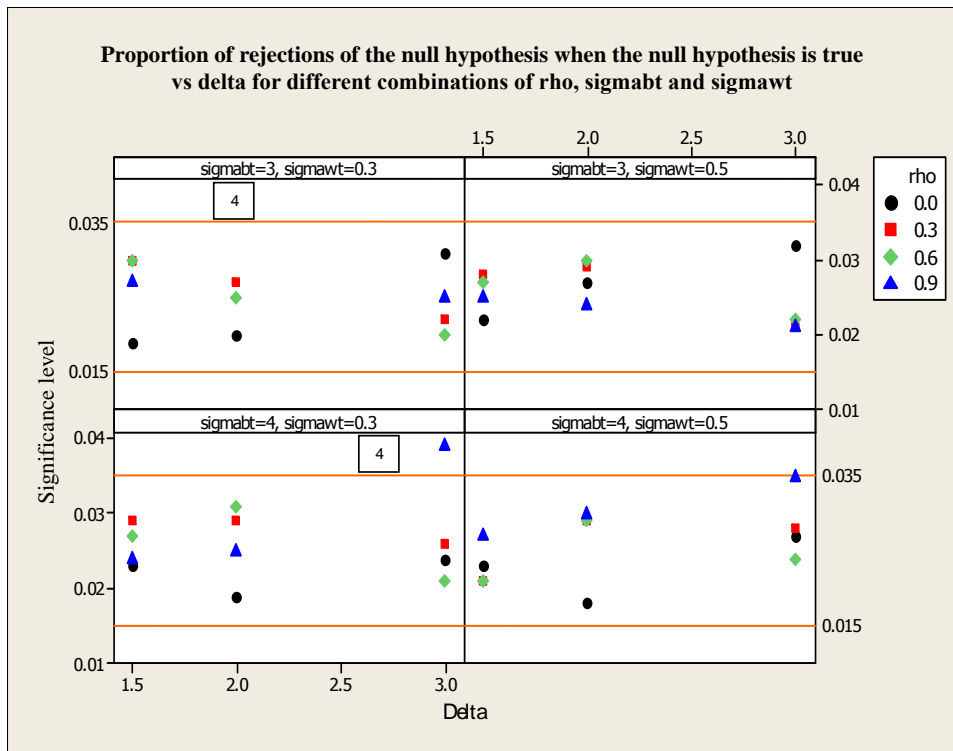 Proportion of rejections of the null hypothesis when the null hypothesis is true
vs delta for different combinations of rho, sigmabt and sigmawt
1.5 2.0 2.5 3.0
sigmabt=3, sigmawt=0.3 sigmabt=3, sigmawt=0.5
4
0.035
0.015
0.04
0.03
0.02
0.01
rho
0.0
0.3
0.6
0.9
Significance level
sigmabt=4, sigmawt=0.3 sigmabt=4, sigmawt=0.5
4
0.04
0.03
0.02
0.01
0.035
0.015
1.5 2.0 2.5 3.0
Delta